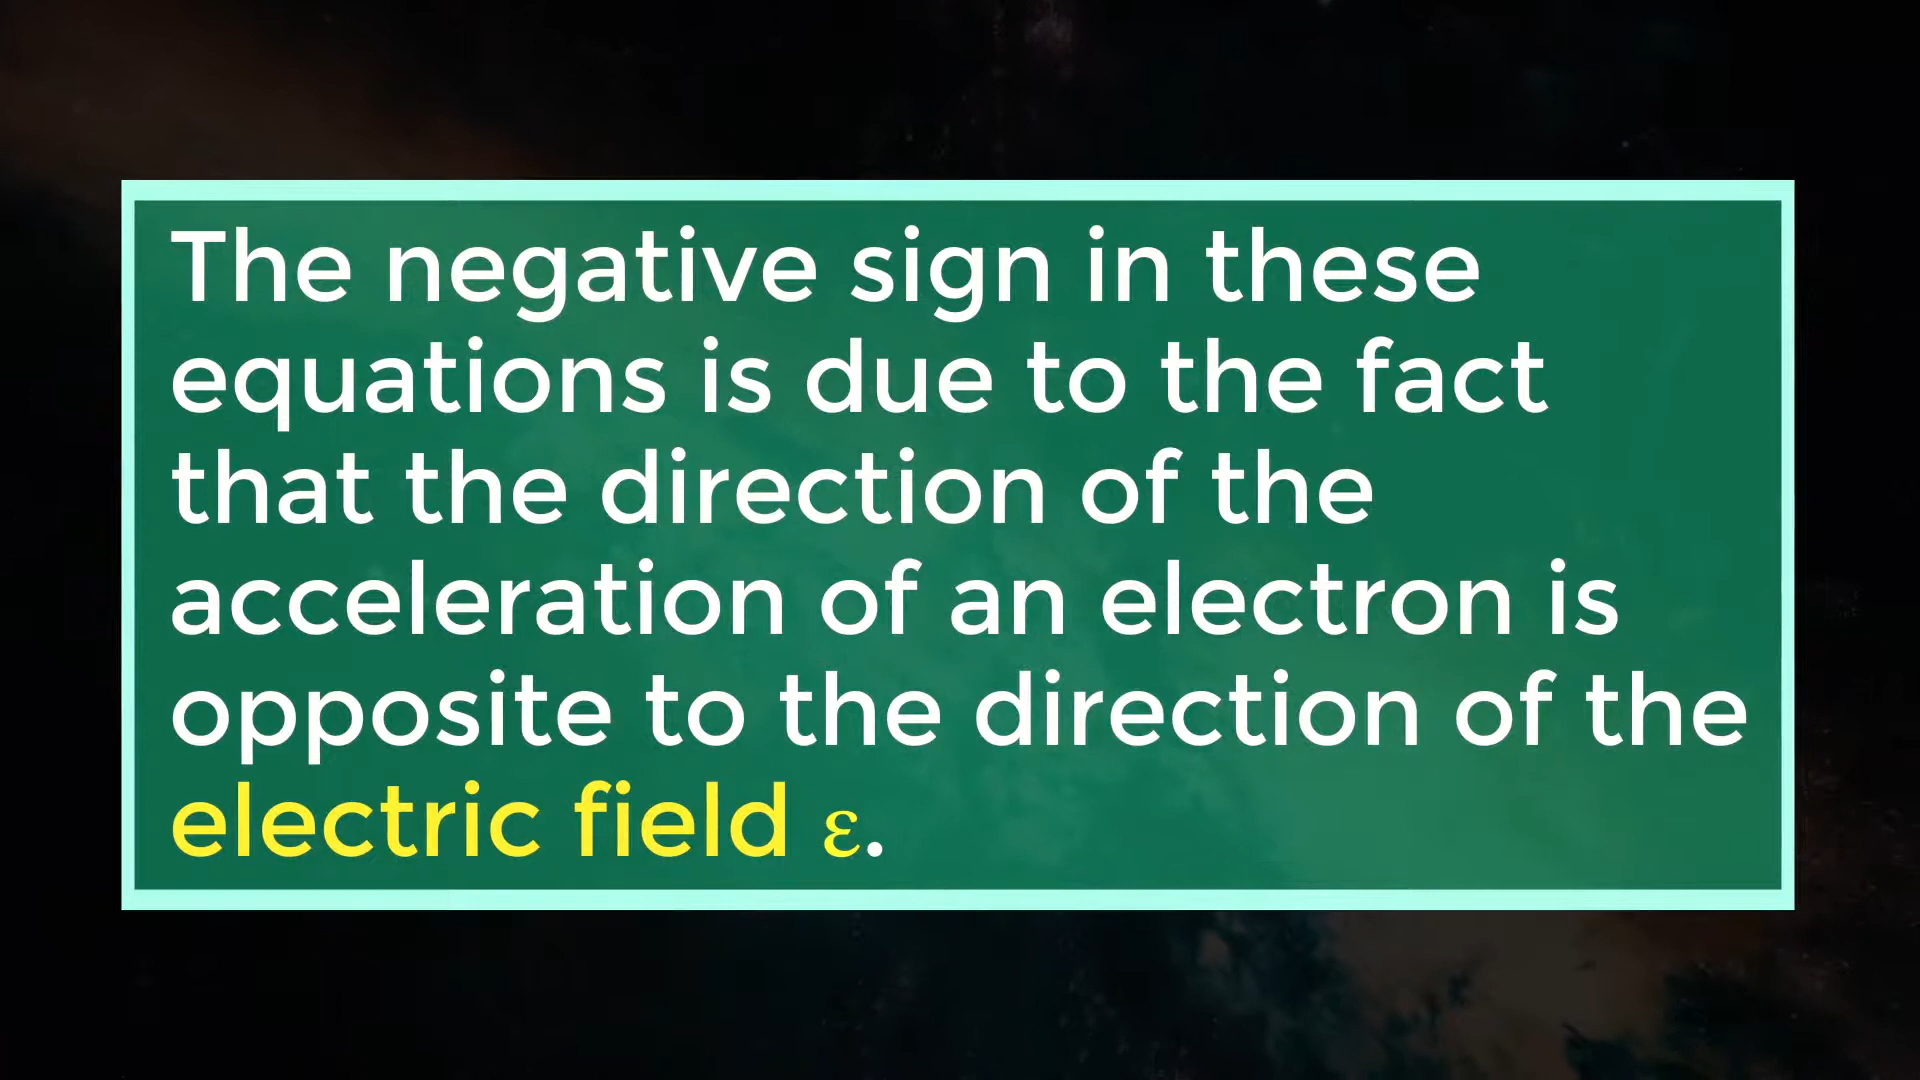 The negative sign in these
equations is due to the fact
that the direction of the
acceleration of an electron is
opposite to the direction of the
electric field ε.